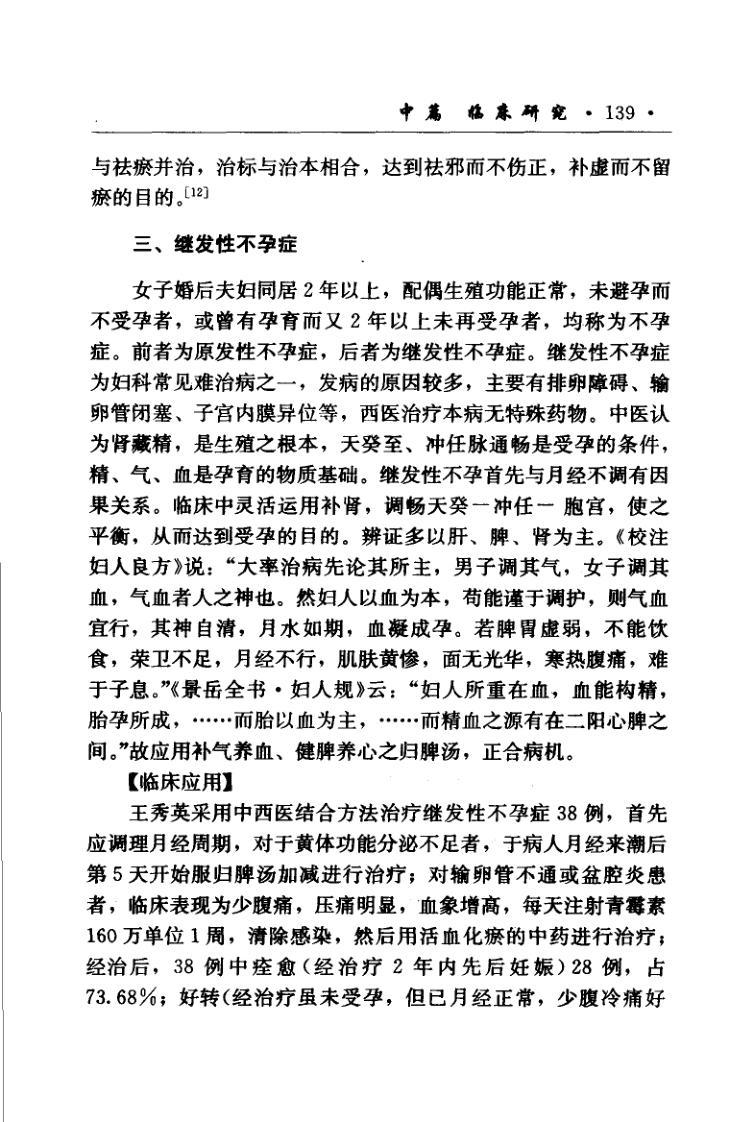 中篇 临床研究 · 139 ·
与祛瘀并治，治标与治本相合，达到祛邪而不伤正，补虚而不留
瘀的目的。[12]
三、继发性不孕症
女子婚后夫妇同居 2 年以上，配偶生殖功能正常，未避孕而
不受孕者，或曾有孕育而又 2 年以上未再受孕者，均称为不孕
症。前者为原发性不孕症，后者为继发性不孕症。继发性不孕症
为妇科常见难治病之一，发病的原因较多，主要有排卵障碍、输
卵管闭塞、子宫内膜异位等，西医治疗本病无特殊药物。中医认
为肾藏精，是生殖之根本，天癸至、冲任脉通畅是受孕的条件，
精、气、血是孕育的物质基础。继发性不孕首先与月经不调有因
果关系。临床中灵活运用补肾，调畅天癸一冲任一 胞宫，使之
平衡，从而达到受孕的目的。辨证多以肝、脾、肾为主。《校注
妇人良方》说：“大率治病先论其所主，男子调其气，女子调其
血，气血者人之神也。然妇人以血为本，苟能谨于调护，则气血
宜行，其神自清，月水如期，血凝成孕。若脾胃虚弱，不能饮
食，荣卫不足，月经不行，肌肤黄惨，面无光华，寒热腹痛，难
于子息。”《景岳全书·妇人规》云：“妇人所重在血，血能构精，
胎孕所成，……而胎以血为主，……而精血之源有在二阳心脾之
间。”故应用补气养血、健脾养心之归脾汤，正合病机。
【临床应用】
王秀英采用中西医结合方法治疗继发性不孕症 38 例，首先
应调理月经周期，对于黄体功能分泌不足者，于病人月经来潮后
第 5 天开始服归脾汤加减进行治疗；对输卵管不通或盆腔炎患
者，临床表现为少腹痛，压痛明显，血象增高，每天注射青霉素
160 万单位 1 周，清除感染，然后用活血化瘀的中药进行治疗；
经治后，38 例中痊愈（经治疗 2 年内先后妊娠）28 例，占
73.68%；好转（经治疗虽未受孕，但已月经正常，少腹冷痛好